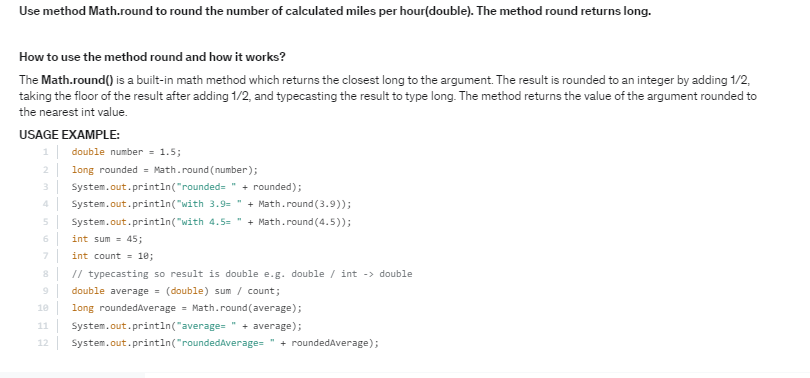 Use method Math.round to round the number of calculated miles per hour(double). The method round returns long.
How to use the method round and how it works?
The Math.round() is a built-in math method which returns the closest long to the argument. The result is rounded to an integer by adding 1/2,
taking the floor of the result after adding 1/2, and typecasting the result to type long. The method returns the value of the argument rounded to
the nearest int value.
USAGE EXAMPLE:
1 double number = 1.5;
2 long rounded = Math.round(number);
3 System.out.println("rounded= " + rounded);
4 System.out.println("with 3.9= " + Math.round(3.9));
5 System.out.println("with 4.5= " + Math.round(4.5));
6 int sum = 45;
7 int count = 10;
8 // typecasting so result is double e.g. double / int -> double
9 double average = (double) sum / count;
10 long roundedAverage = Math.round(average);
11 System.out.println("average= " + average);
12 System.out.println("roundedAverage= " + roundedAverage);